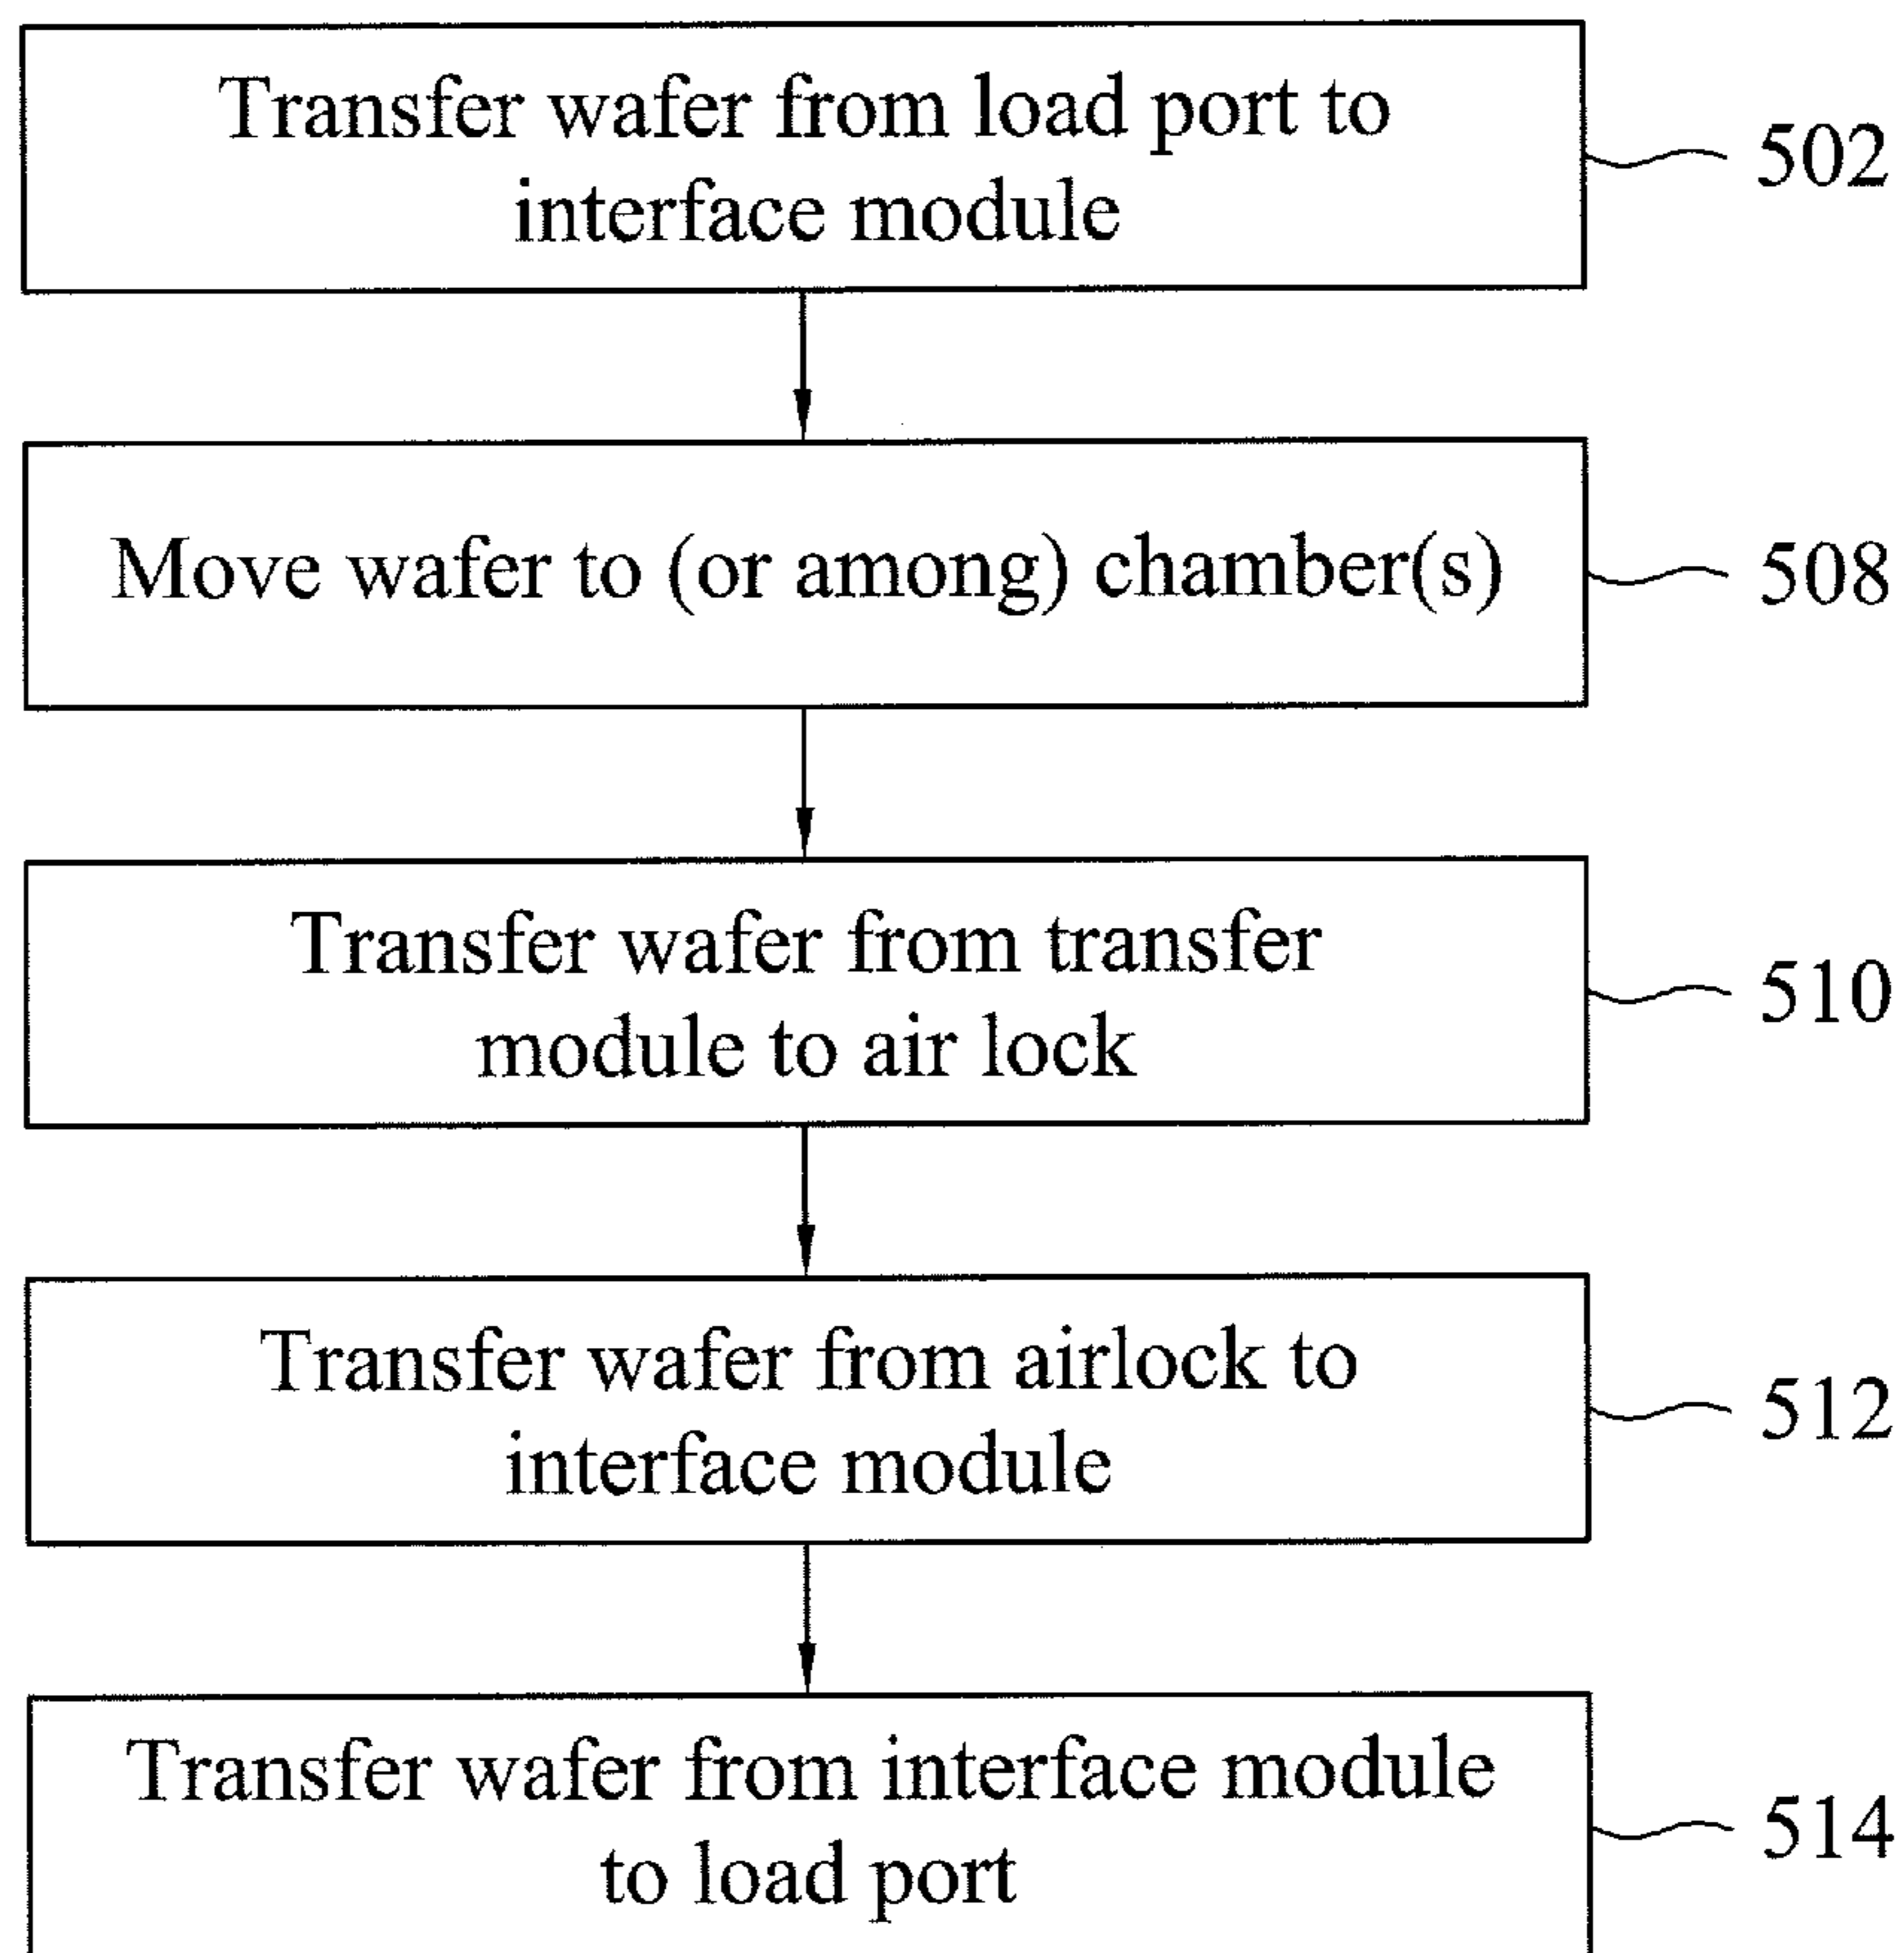 Transfer wafer from load port to
interface module
502
Move wafer to (or among) chamber(s)
508
Transfer wafer from transfer
module to air lock
510
Transfer wafer from airlock to
interface module
512
Transfer wafer from interface module
to load port
514